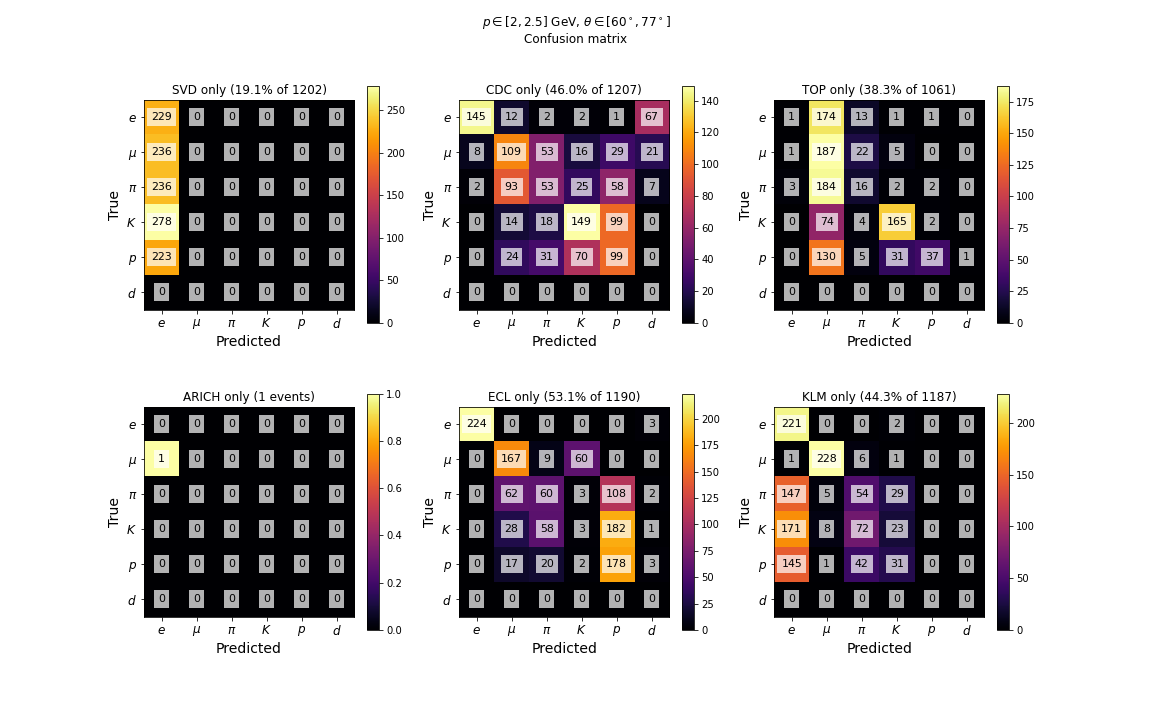 p ∈ [2, 2.5] GeV, θ ∈ [60°, 77°]
Confusion matrix
SVD only (19.1% of 1202)
e 229 0 0 0 0 0
μ 236 0 0 0 0 0
π 236 0 0 0 0 0
K 278 0 0 0 0 0
p 223 0 0 0 0 0
d 0 0 0 0 0 0
e μ π K p d
True
Predicted
250
200
150
100
50
0
CDC only (46.0% of 1207)
e 145 12 2 2 1 67
μ 8 109 53 16 29 21
π 2 93 53 25 58 7
K 0 14 18 149 99 0
p 0 24 31 70 99 0
d 0 0 0 0 0 0
e μ π K p d
True
Predicted
140
120
100
80
60
40
20
0
TOP only (38.3% of 1061)
e 1 174 13 1 1 0
μ 1 187 22 5 0 0
π 3 184 16 2 2 0
K 0 74 4 165 2 0
p 0 130 5 31 37 1
d 0 0 0 0 0 0
e μ π K p d
True
Predicted
175
150
125
100
75
50
25
0
ARICH only (1 events)
e 0 0 0 0 0 0
μ 1 0 0 0 0 0
π 0 0 0 0 0 0
K 0 0 0 0 0 0
p 0 0 0 0 0 0
d 0 0 0 0 0 0
e μ π K p d
True
Predicted
1.0
0.8
0.6
0.4
0.2
0.0
ECL only (53.1% of 1190)
e 224 0 0 0 0 3
μ 0 167 9 60 0 0
π 0 62 60 3 108 2
K 0 28 58 3 182 1
p 0 17 20 2 178 3
d 0 0 0 0 0 0
e μ π K p d
True
Predicted
200
175
150
125
100
75
50
25
0
KLM only (44.3% of 1187)
e 221 0 0 2 0 0
μ 1 228 6 1 0 0
π 147 5 54 29 0 0
K 171 8 72 23 0 0
p 145 1 42 31 0 0
d 0 0 0 0 0 0
e μ π K p d
True
Predicted
200
150
100
50
0